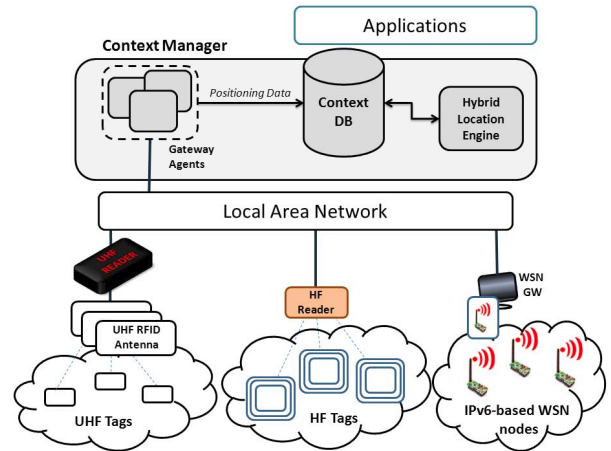 Applications
Context Manager
Positioning Data
Context
DB
Hybrid
Location
Engine
Gateway
Agents
Local Area Network
UHF
READER
WSN
GW
HF
Reader
UHF RFID
Antenna
UHF Tags
HF Tags
IPv6-based WSN
nodes